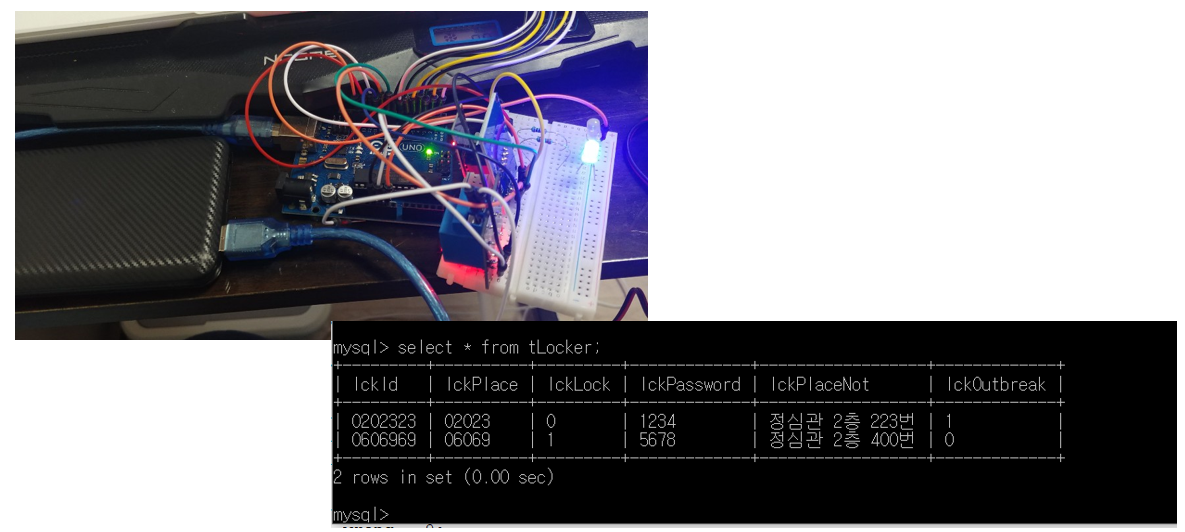 UNO
mysql> select * from tLocker;
| lckId | lckPlace | lckLock | lckPassword | lckPlaceNot | lckOutbreak |
| 0202323 | 02023 | 0 | 1234 | 정심관 2층 223번 | 1 |
| 0606969 | 06069 | 1 | 5678 | 정심관 2층 400번 | 0 |
2 rows in set (0.00 sec)
mysql>